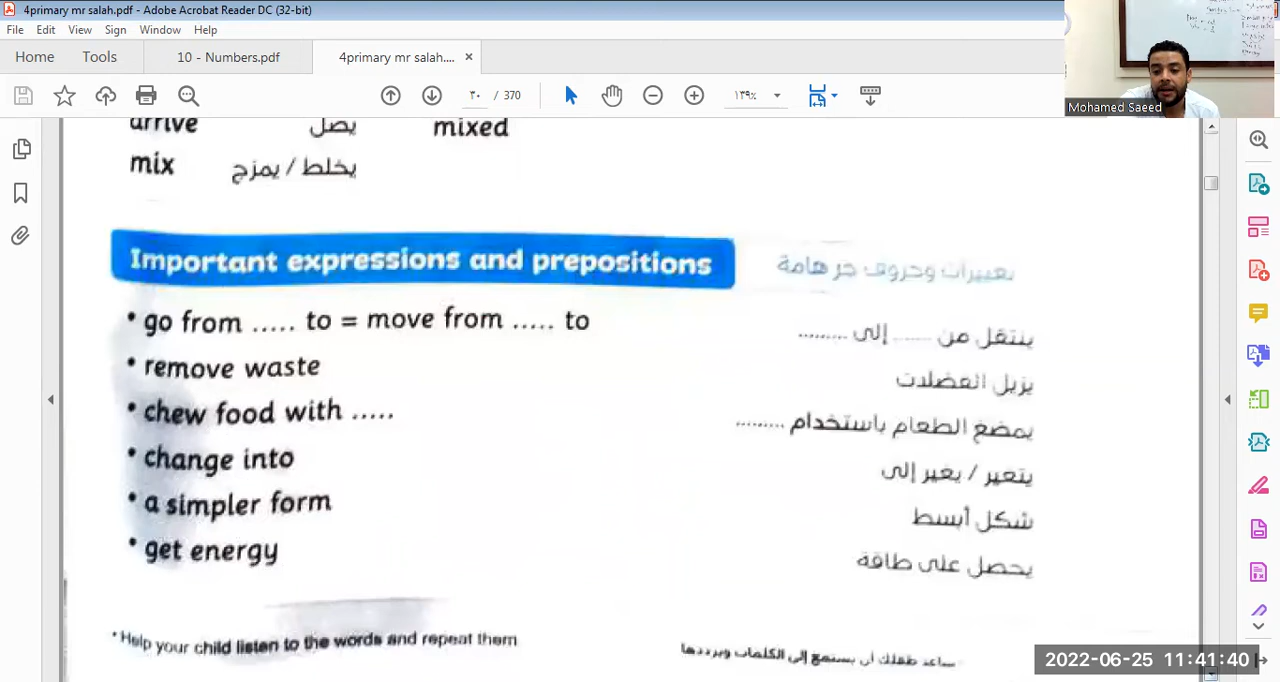 4primary mr salah.pdf - Adobe Acrobat Reader DC (32-bit)
File Edit View Sign Window Help
Home Tools 10 - Numbers.pdf 4primary mr salah.... ×
٣٠ / 370 ١٣٩%
Mohamed Saeed
arrive يصل mixed
mix يخلط / يمزج
Important expressions and prepositions تعبيرات وحروف جر هامة
• go from ..... to = move from ..... to ينتقل من ........ إلى .........
• remove waste يزيل الفضلات
• chew food with ..... يمضغ الطعام باستخدام .........
• change into يتغير / يغير إلى
• a simpler form شكل أبسط
• get energy يحصل على طاقة
* Help your child listen to the words and repeat them ساعد طفلك أن يستمع إلى الكلمات ويرددها
2022-06-25 11:41:40